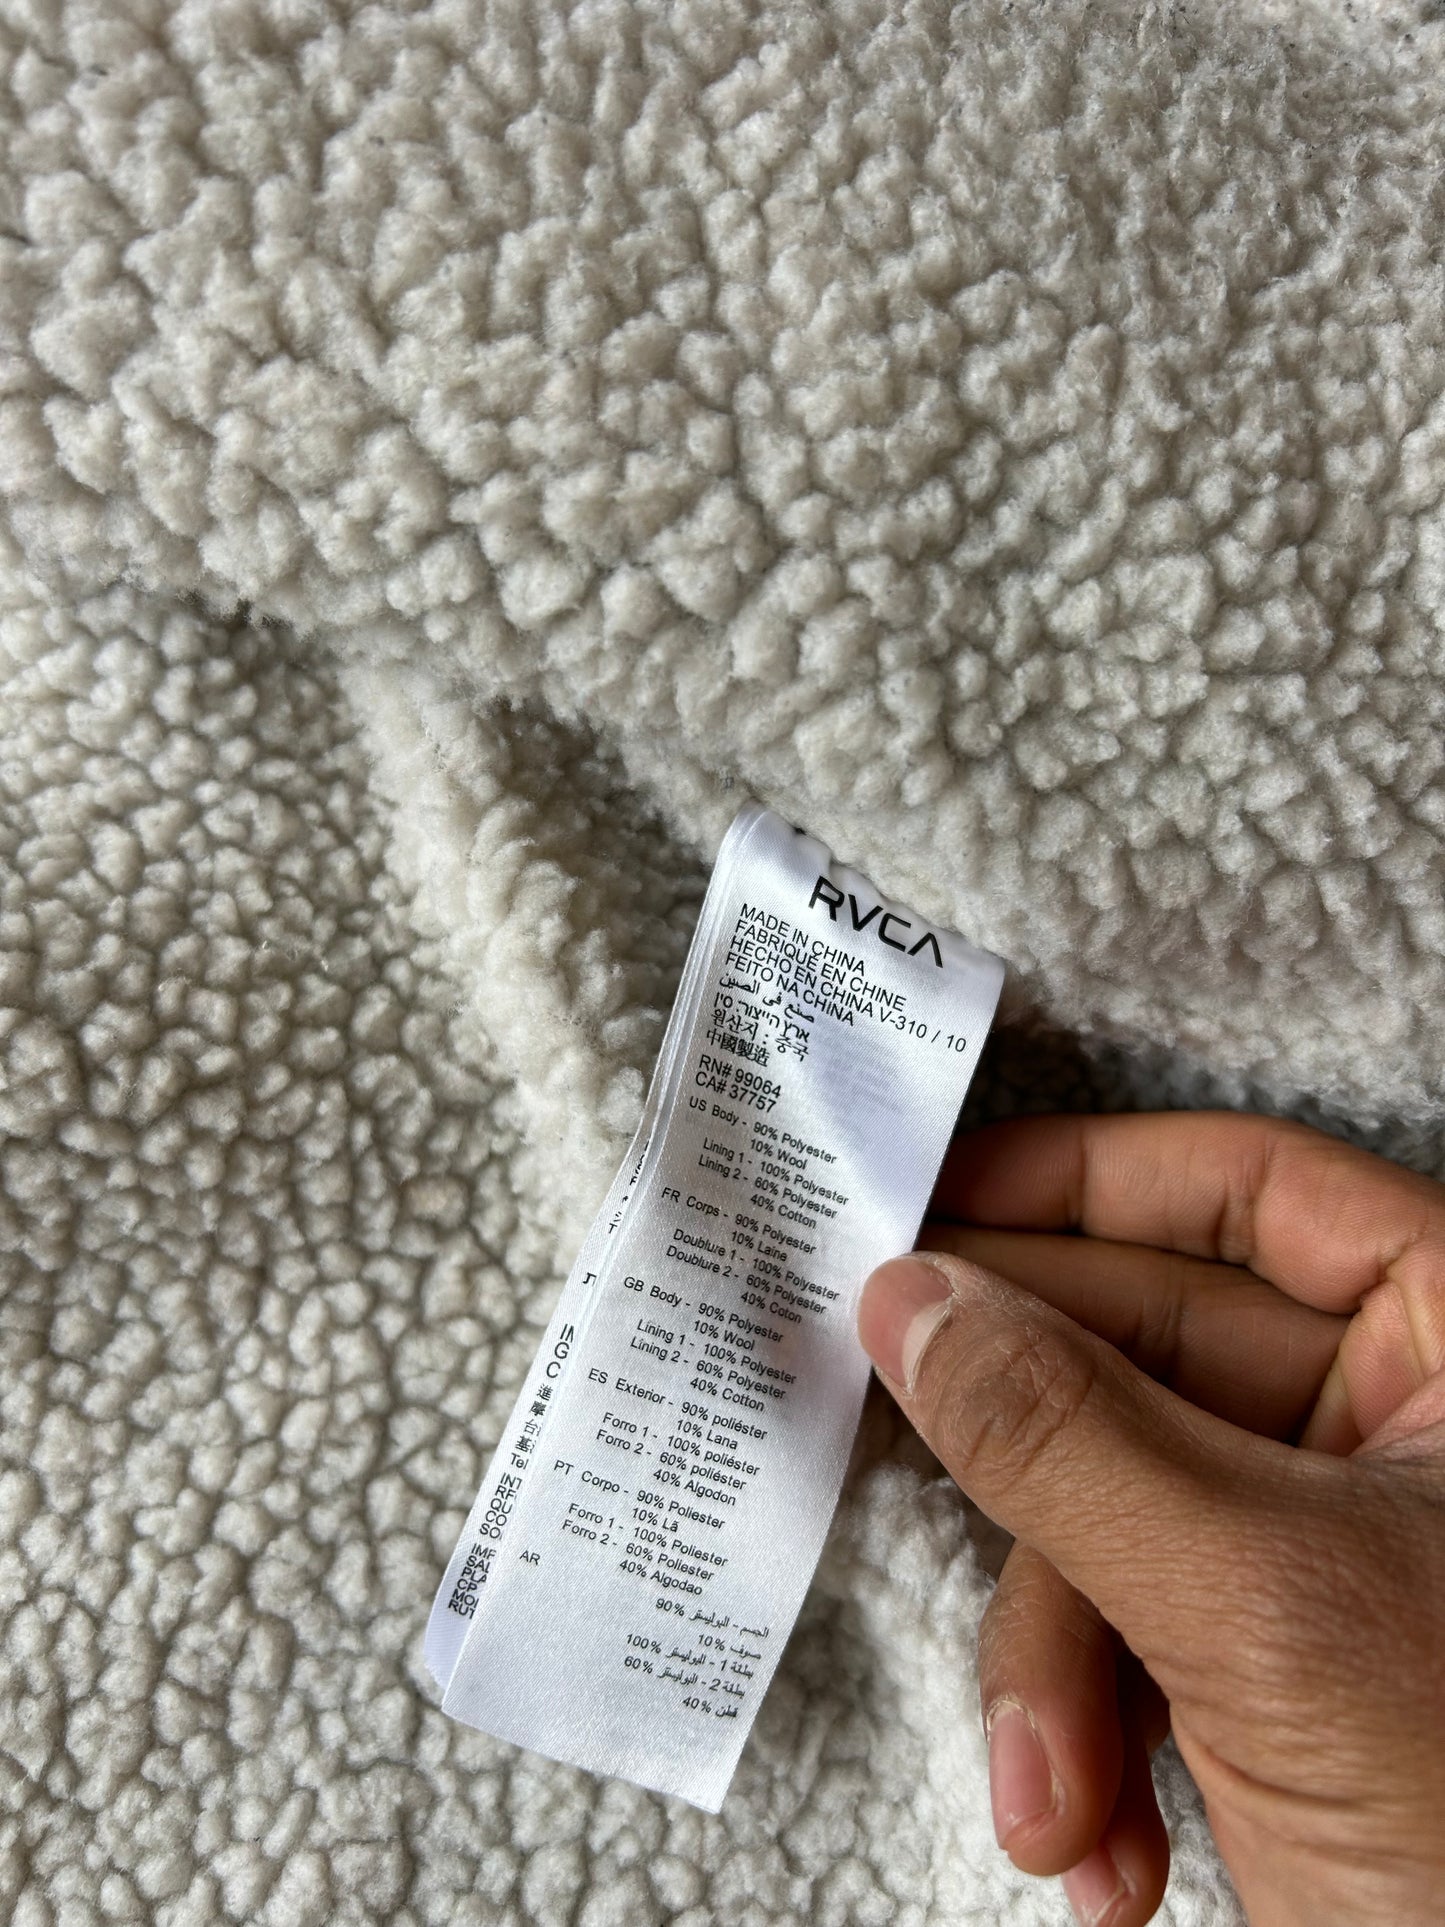 RVCA
MADE IN CHINA
FABRIQUÉ EN CHINE
HECHO EN CHINA V-310 / 10
FEITO NA CHINA
صنع في الصين
ארץ הייצור: סין
원산지 : 중국
中國製造
RN# 99064
CA# 37757
US Body - 90% Polyester
10% Wool
Lining 1 - 100% Polyester
Lining 2 - 60% Polyester
40% Cotton
FR Corps - 90% Polyester
10% Laine
Doublure 1 - 100% Polyester
Doublure 2 - 60% Polyester
40% Coton
GB Body - 90% Polyester
10% Wool
Lining 1 - 100% Polyester
Lining 2 - 60% Polyester
40% Cotton
ES Exterior - 90% poliéster
10% Lana
Forro 1 - 100% poliéster
Forro 2 - 60% poliéster
40% Algodon
PT Corpo - 90% Poliester
10% Lã
Forro 1 - 100% Poliester
Forro 2 - 60% Poliester
40% Algodao
AR
الجسم - البوليستر 90%
صوف 10%
بطانة 1 - البوليستر 100%
بطانة 2 - البوليستر 60%
قطن 40%
Tel